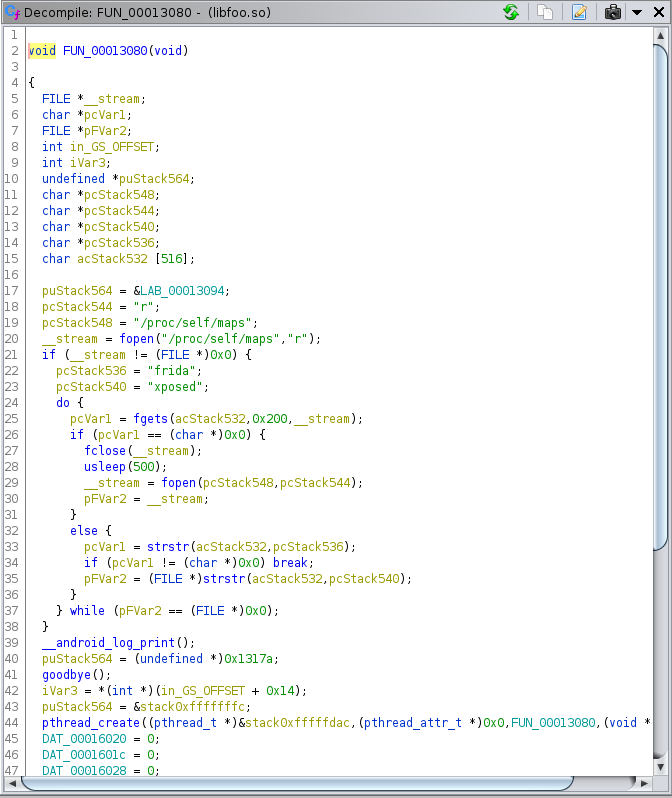 Decompile: FUN_00013080 - (libfoo.so)
1
2 void FUN_00013080(void)
3
4 {
5 FILE *__stream;
6 char *pcVar1;
7 FILE *pFVar2;
8 int in_GS_OFFSET;
9 int iVar3;
10 undefined *puStack564;
11 char *pcStack548;
12 char *pcStack544;
13 char *pcStack540;
14 char *pcStack536;
15 char acStack532 [516];
16
17 puStack564 = &LAB_00013094;
18 pcStack544 = "r";
19 pcStack548 = "/proc/self/maps";
20 __stream = fopen("/proc/self/maps","r");
21 if (__stream != (FILE *)0x0) {
22 pcStack536 = "frida";
23 pcStack540 = "xposed";
24 do {
25 pcVar1 = fgets(acStack532,0x200,__stream);
26 if (pcVar1 == (char *)0x0) {
27 fclose(__stream);
28 usleep(500);
29 __stream = fopen(pcStack548,pcStack544);
30 pFVar2 = __stream;
31 }
32 else {
33 pcVar1 = strstr(acStack532,pcStack536);
34 if (pcVar1 != (char *)0x0) break;
35 pFVar2 = (FILE *)strstr(acStack532,pcStack540);
36 }
37 } while (pFVar2 == (FILE *)0x0);
38 }
39 __android_log_print();
40 puStack564 = (undefined *)0x1317a;
41 goodbye();
42 iVar3 = *(int *)(in_GS_OFFSET + 0x14);
43 puStack564 = &stack0xfffffffc;
44 pthread_create((pthread_t *)&stack0xfffffdac,(pthread_attr_t *)0x0,FUN_00013080,(void *
45 DAT_00016020 = 0;
46 DAT_0001601c = 0;
47 DAT_00016028 = 0;